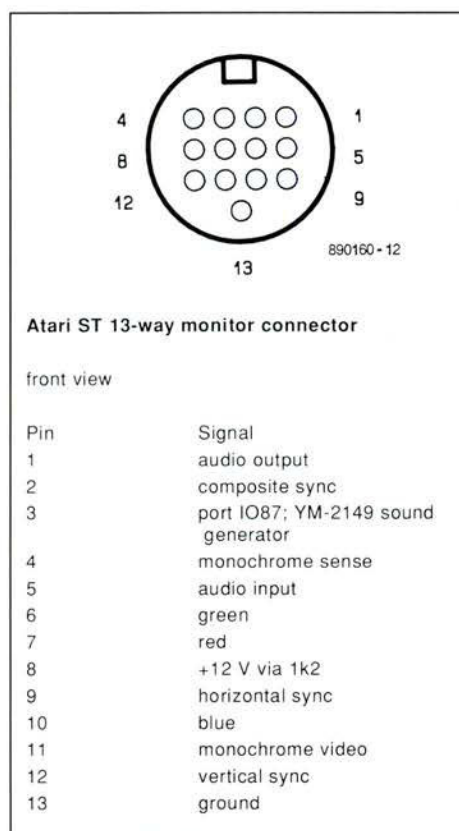 4 1
8 5
12 9
890160-12
13
Atari ST 13-way monitor connector
front view
Pin Signal
1 audio output
2 composite sync
3 port IO87; YM-2149 sound
generator
4 monochrome sense
5 audio input
6 green
7 red
8 +12 V via 1k2
9 horizontal sync
10 blue
11 monochrome video
12 vertical sync
13 ground